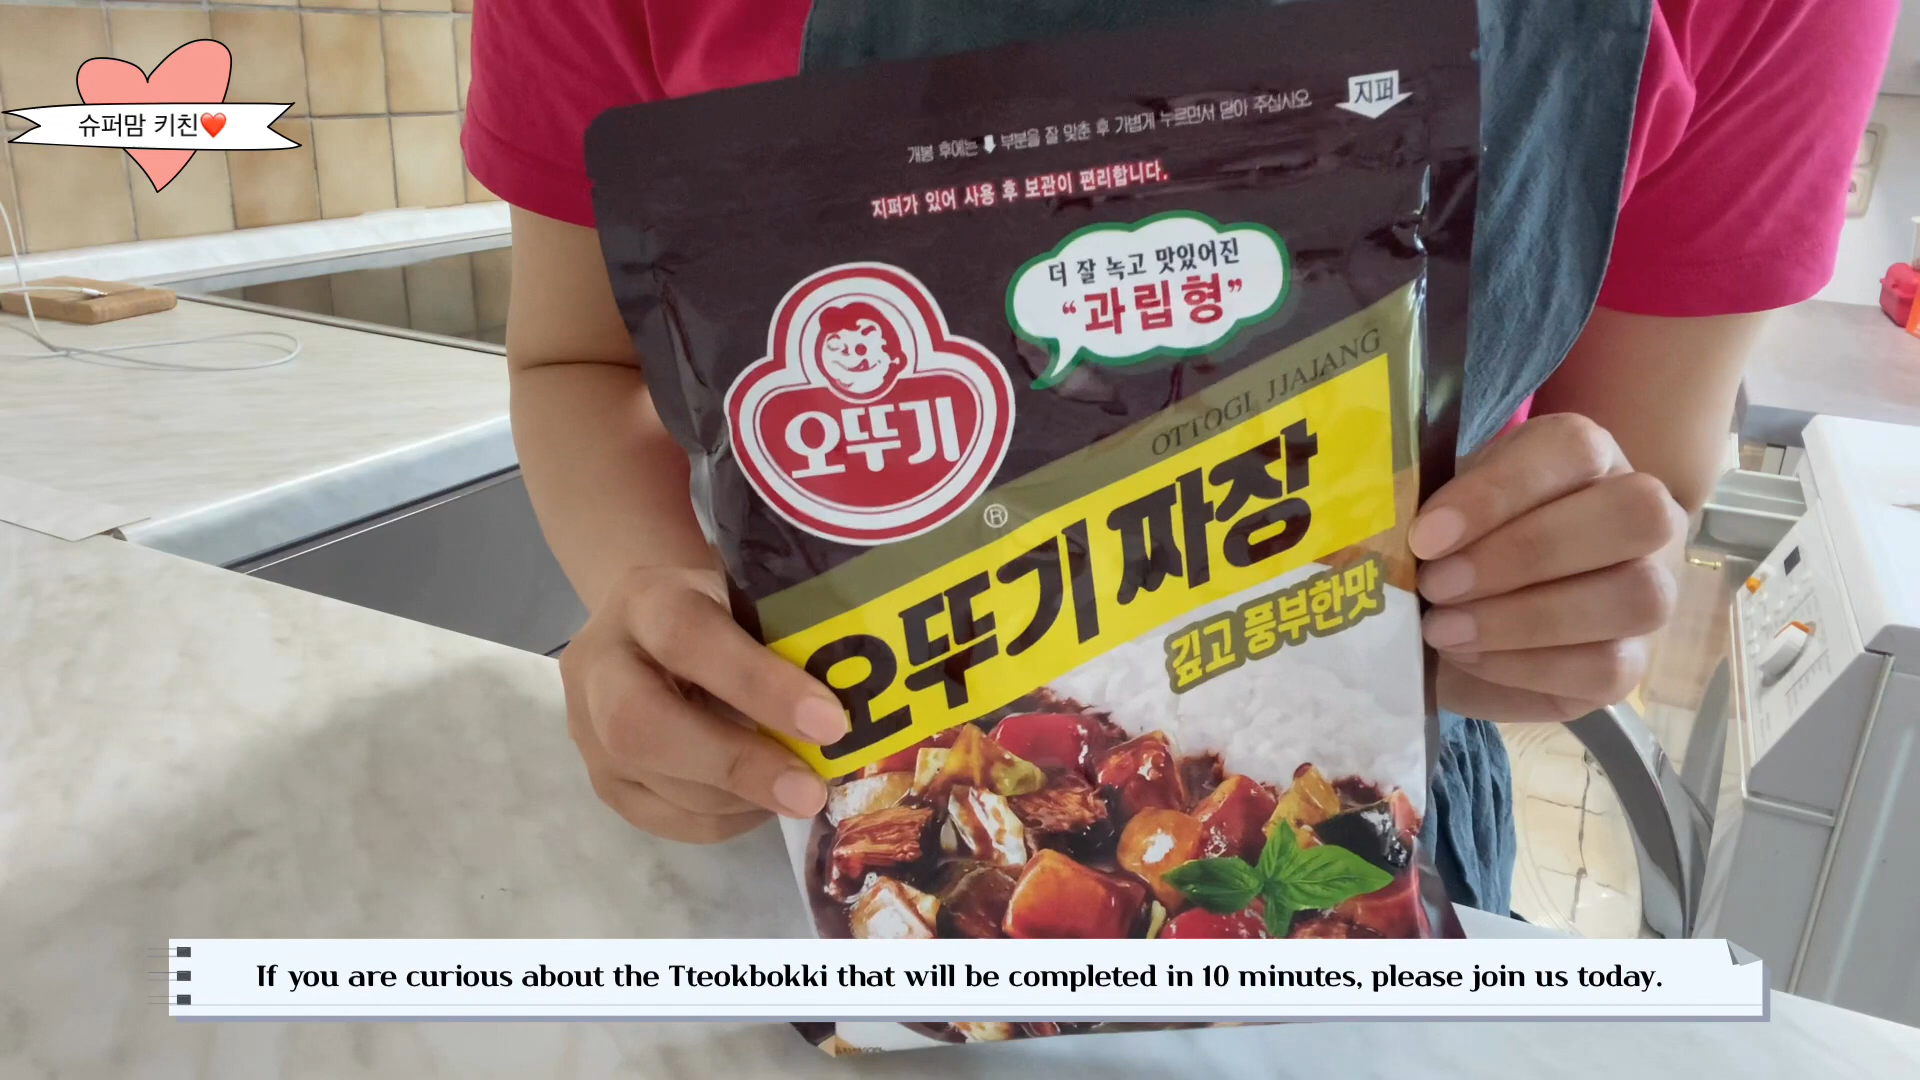 슈퍼맘 키친❤️
지퍼
개봉 후에는 부분을 잘 맞춘 후 가볍게 누르면서 닫아 주십시오
지퍼가 있어 사용 후 보관이 편리합니다.
더 잘 녹고 맛있어진
“과립형”
오뚜기
®
OTTOGI JJAJANG
오뚜기 짜장
깊고 풍부한맛
If you are curious about the Tteokbokki that will be completed in 10 minutes, please join us today.